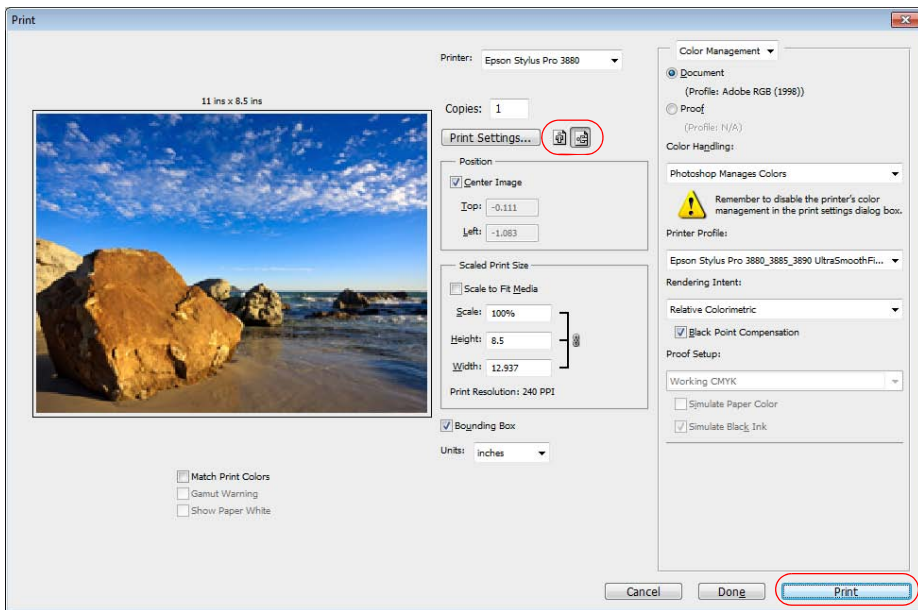 Print
11 ins x 8.5 ins
Match Print Colors
Gamut Warning
Show Paper White
Printer: Epson Stylus Pro 3880
Copies: 1
Print Settings...
Position
Center Image
Top: -0.111
Left: -1.083
Scaled Print Size
Scale to Fit Media
Scale: 100%
Height: 8.5
Width: 12.937
Print Resolution: 240 PPI
Bounding Box
Units: inches
Color Management
Document
(Profile: Adobe RGB (1998))
Proof
(Profile: N/A)
Color Handling:
Photoshop Manages Colors
Remember to disable the printer's color
management in the print settings dialog box.
Printer Profile:
Epson Stylus Pro 3880_3885_3890 UltraSmoothFi...
Rendering Intent:
Relative Colorimetric
Black Point Compensation
Proof Setup:
Working CMYK
Simulate Paper Color
Simulate Black Ink
Cancel
Done
Print